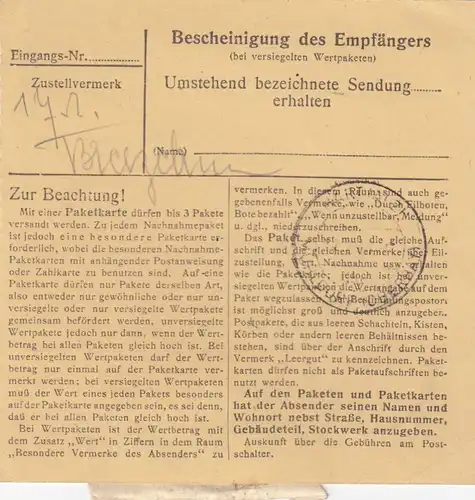 Eingangs-Nr.
Zustellvermerk
Bescheinigung des Empfängers
(bei versiegelten Wertpaketen)
Umstehend bezeichnete Sendung
erhalten
(Name)
Zur Beachtung!
Mit einer Paketkarte dürfen bis 3 Pakete
versandt werden. Zu jedem Nachnahmepaket
ist jedoch eine besondere Paketkarte er-
forderlich, wobei die besonderen Nachnahme-
Paketkarten mit anhängender Postanweisung
oder Zahlkarte zu benutzen sind. Auf eine
Paketkarte dürfen nur Pakete derselben Art,
also entweder nur gewöhnliche oder nur un-
versiegelte oder nur versiegelte Wertpakete
gemeinsam befördert werden, unversiegelte
Wertpakete jedoch nur dann, wenn der Wert-
betrag bei allen Paketen gleich hoch ist. Bei
unversiegelten Wertpaketen darf der Wert-
betrag nur einmal auf der Paketkarte ver-
merkt werden; bei versiegelten Wertpaketen
muß der Wert eines jeden Pakets besonders
auf der Paketkarte angegeben sein, es sei denn,
daß er bei allen Paketen gleich hoch ist.
Bei Wertpaketen ist der Wertbetrag mit
dem Zusatz „Wert" in Ziffern in dem Raum
„Besondere Vermerke des Absenders" zu
vermerken. In diesem Raum sind auch ge-
gebenenfalls Vermerke, wie „Durch Eilboten,
Bote bezahlt", „Wenn unzustellbar, Meldung"
u. dgl., niederzuschreiben.
Das Paket selbst muß die gleiche Auf-
schrift und die gleichen Vermerke über Eil-
zustellung, Wert, Nachnahme usw. enthalten
wie die Paketkarte; jedoch ist bei unver-
siegelten Wertpaketen die Wertangabe auf dem
Paket wegzulassen. Der Bestimmungspostort
ist möglichst groß und deutlich anzugeben.
Postpakete, die aus leeren Schachteln, Kisten,
Körben oder andern leeren Behältnissen be-
stehen, sind über der Anschrift durch den
Vermerk „Leergut" zu kennzeichnen. Paket-
karten dürfen nicht als Paketaufschriften be-
nutzt werden.
Auf den Paketen und Paketkarten
hat der Absender seinen Namen und
Wohnort nebst Straße, Hausnummer,
Gebäudeteil, Stockwerk anzugeben.
Auskunft über die Gebühren am Post-
schalter.